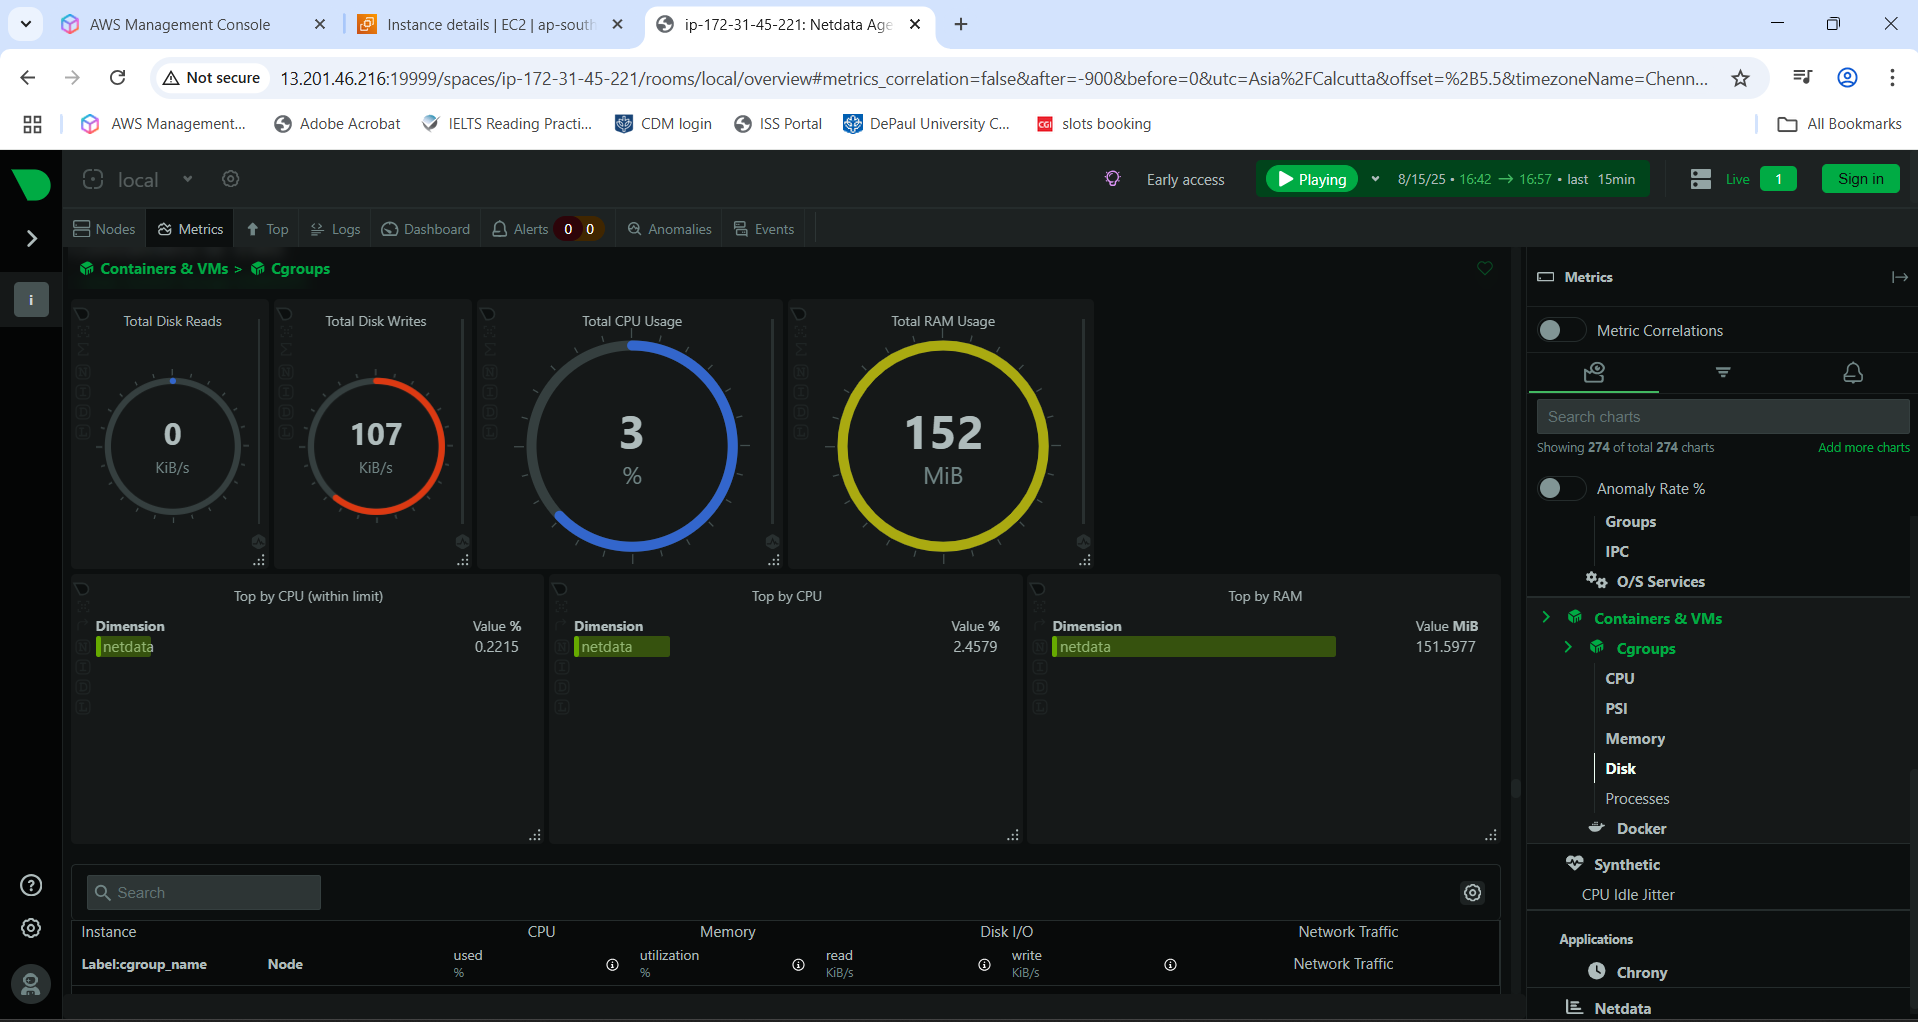 AWS Management Console
Instance details | EC2 | ap-south
ip-172-31-45-221: Netdata Age
Not secure
13.201.46.216:19999/spaces/ip-172-31-45-221/rooms/local/overview#metrics_correlation=false&after=-900&before=0&utc=Asia%2FCalcutta&offset=%2B5.5&timezoneName=Chenn...
AWS Management...
Adobe Acrobat
IELTS Reading Practi...
CDM login
ISS Portal
DePaul University C...
CGI slots booking
All Bookmarks
local
Early access
Playing
8/15/25 • 16:42 → 16:57 • last 15min
Live 1
Sign in
Nodes
Metrics
Top
Logs
Dashboard
Alerts 0 0
Anomalies
Events
i
Containers & VMs > Cgroups
Total Disk Reads
0
KiB/s
Total Disk Writes
107
KiB/s
Total CPU Usage
3
%
Total RAM Usage
152
MiB
Top by CPU (within limit)
Dimension Value %
netdata 0.2215
Top by CPU
Dimension Value %
netdata 2.4579
Top by RAM
Dimension Value MiB
netdata 151.5977
Search
Instance CPU Memory Disk I/O Network Traffic
Label:cgroup_name Node used % utilization % read KiB/s write KiB/s Network Traffic
Metrics
Metric Correlations
Search charts
Showing 274 of total 274 charts
Add more charts
Anomaly Rate %
Groups
IPC
O/S Services
Containers & VMs
Cgroups
CPU
PSI
Memory
Disk
Processes
Docker
Synthetic
CPU Idle Jitter
Applications
Chrony
Netdata